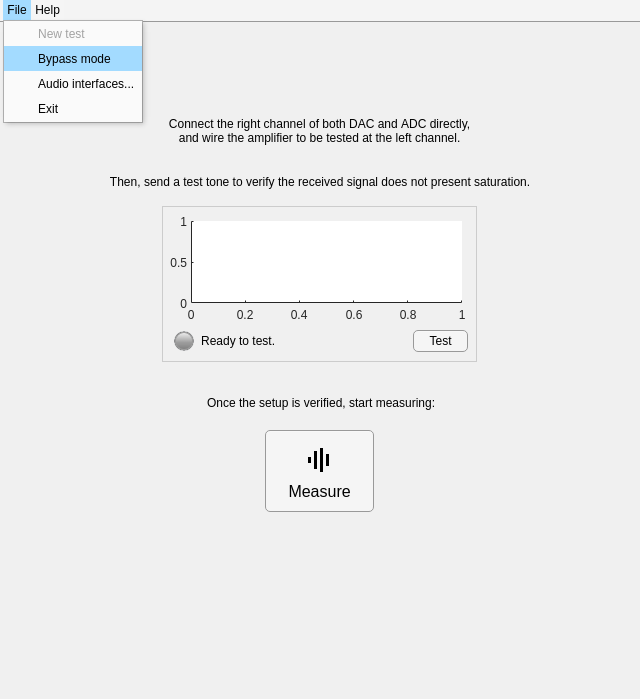 File Help
New test
Bypass mode
Audio interfaces...
Exit
Connect the right channel of both DAC and ADC directly,
and wire the amplifier to be tested at the left channel.
Then, send a test tone to verify the received signal does not present saturation.
1
0.5
0
0 0.2 0.4 0.6 0.8 1
Ready to test. Test
Once the setup is verified, start measuring:
Measure